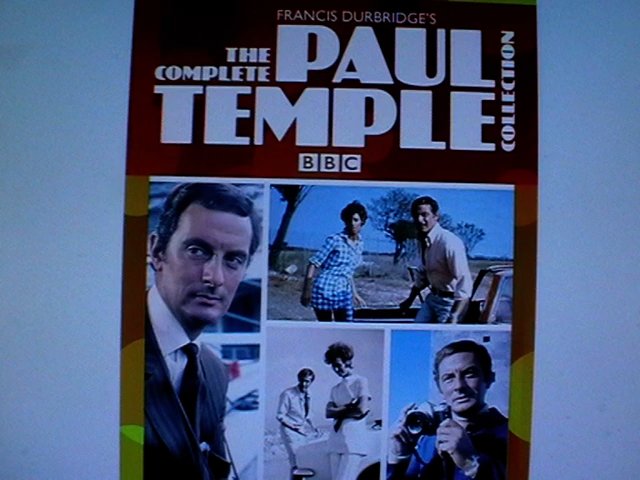 FRANCIS DURBRIDGE'S
THE COMPLETE
PAUL TEMPLE
COLLECTION
BBC